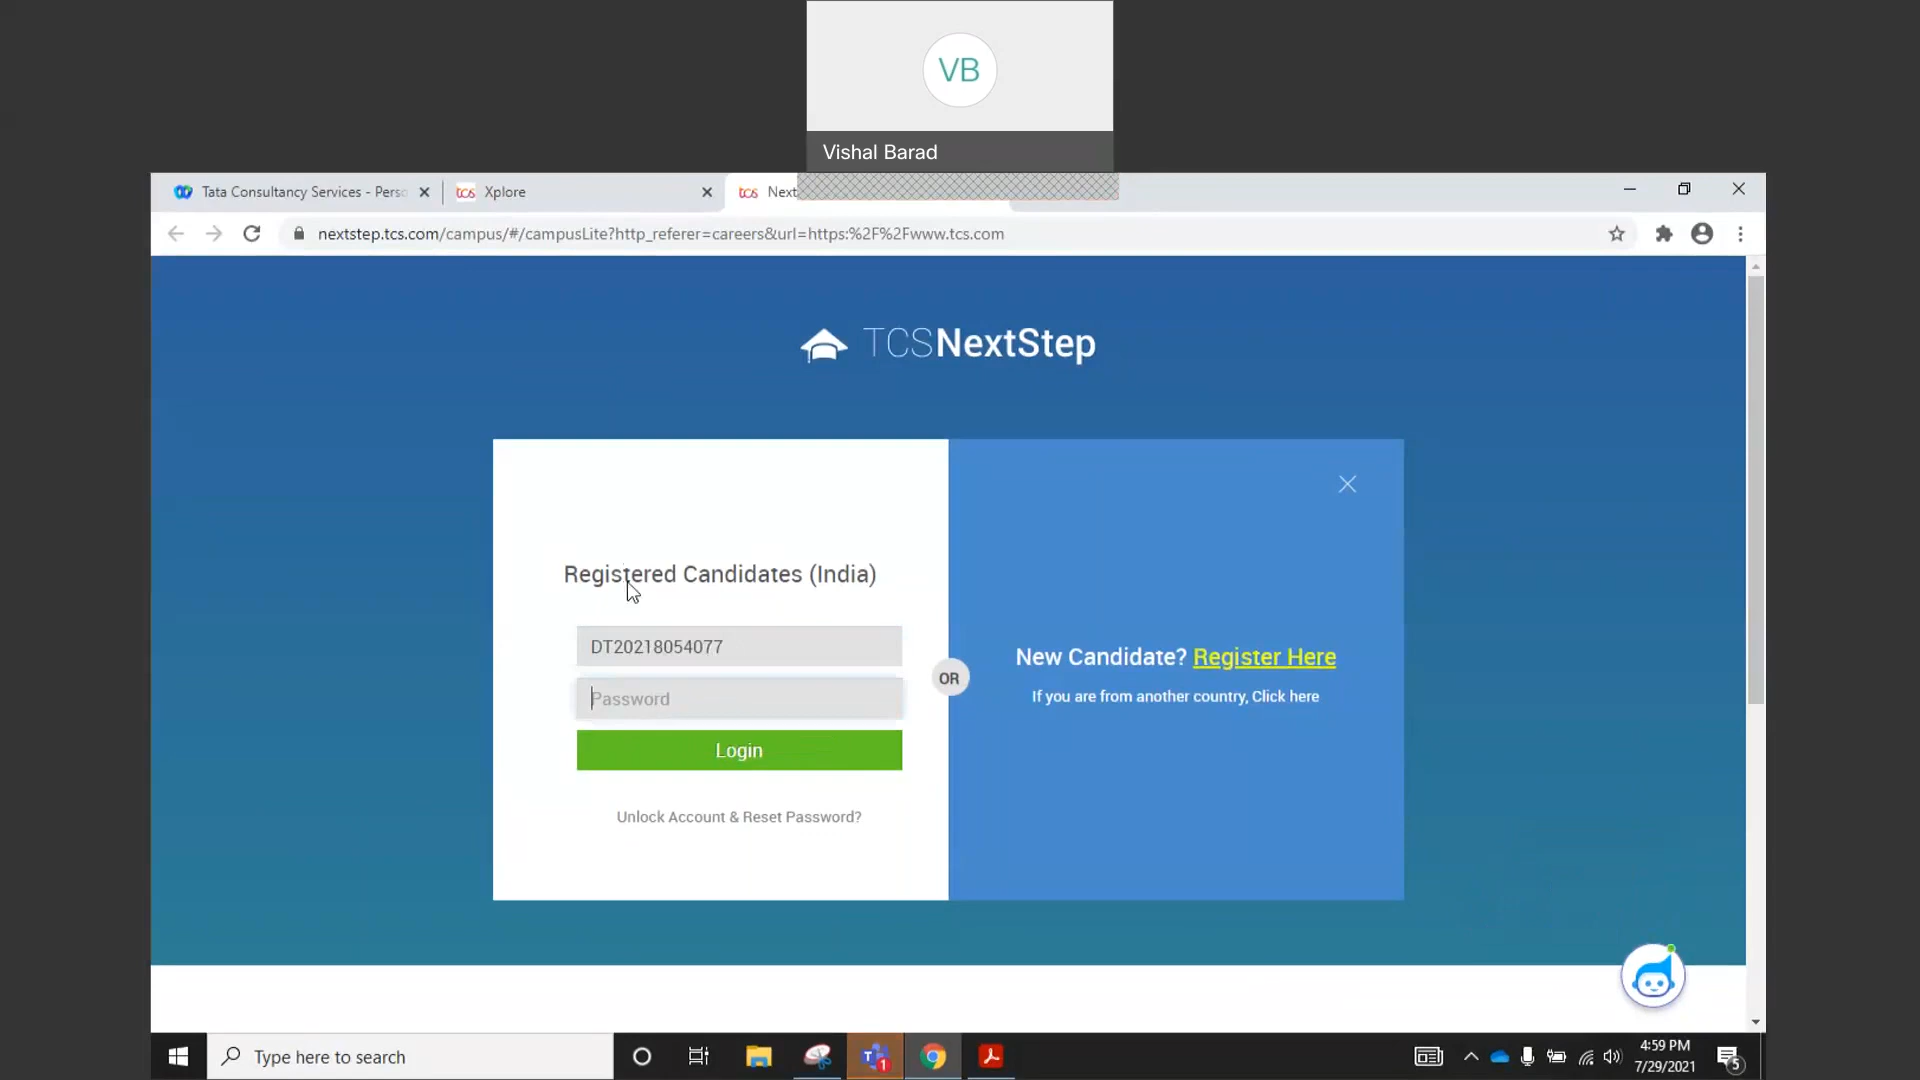 VB
Vishal Barad
Tata Consultancy Services - Perso
tcs Xplore
tcs Next
nextstep.tcs.com/campus/#/campusLite?http_referer=careers&url=https:%2F%2Fwww.tcs.com
TCSNextStep
Registered Candidates (India)
DT20218054077
Password
Login
Unlock Account & Reset Password?
OR
New Candidate? Register Here
If you are from another country, Click here
Type here to search
T
1
4:59 PM
7/29/2021
5